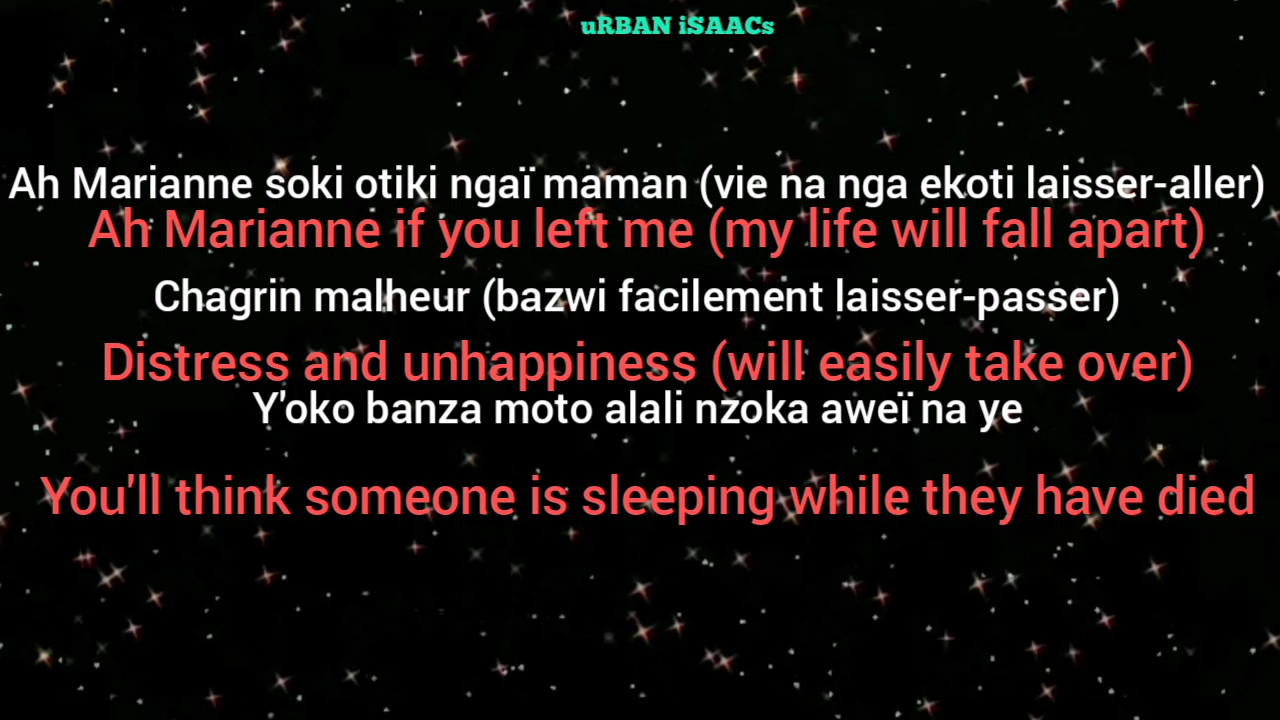 uRBAN iSAACs
Ah Marianne soki otiki ngaï maman (vie na nga ekoti laisser-aller)
Ah Marianne if you left me (my life will fall apart)
Chagrin malheur (bazwi facilement laisser-passer)
Distress and unhappiness (will easily take over)
Y'oko banza moto alali nzoka aweï na ye
You'll think someone is sleeping while they have died